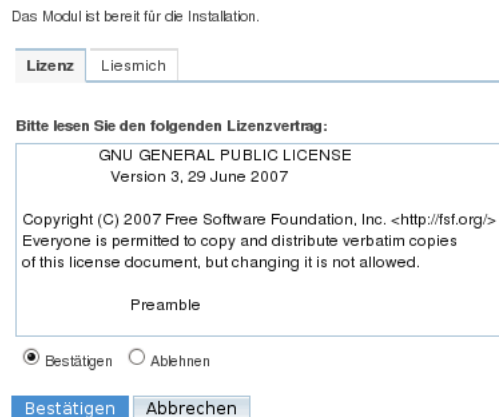 Das Modul ist bereit für die Installation.
Lizenz Liesmich
Bitte lesen Sie den folgenden Lizenzvertrag:
GNU GENERAL PUBLIC LICENSE
Version 3, 29 June 2007
Copyright (C) 2007 Free Software Foundation, Inc. <http://fsf.org/>
Everyone is permitted to copy and distribute verbatim copies
of this license document, but changing it is not allowed.
Preamble
Bestätigen Ablehnen
Bestätigen Abbrechen